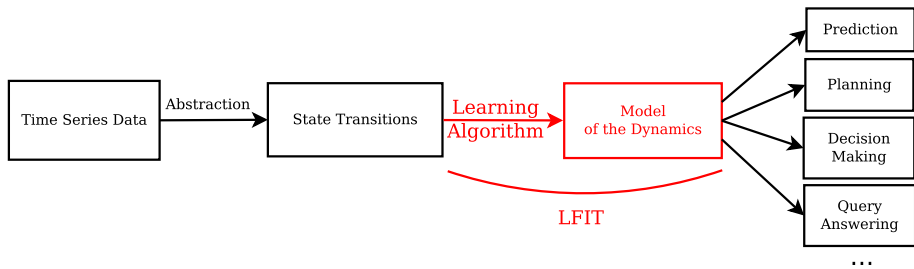 Time Series Data
Abstraction
State Transitions
Learning
Algorithm
Model
of the Dynamics
LFIT
Prediction
Planning
Decision
Making
Query
Answering
...